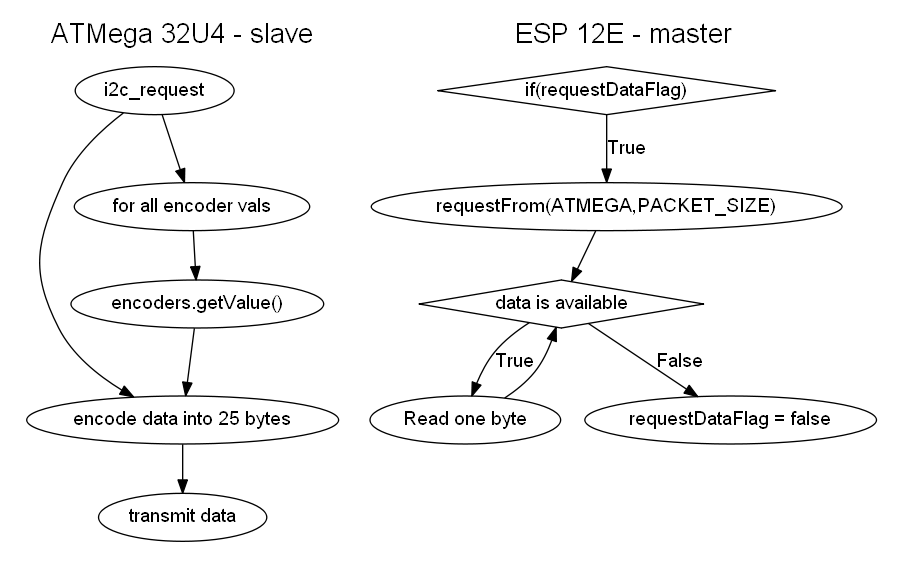 ATMega 32U4 - slave
i2c_request
for all encoder vals
encoders.getValue()
encode data into 25 bytes
transmit data
ESP 12E - master
if(requestDataFlag)
True
requestFrom(ATMEGA,PACKET_SIZE)
data is available
True
False
Read one byte
requestDataFlag = false